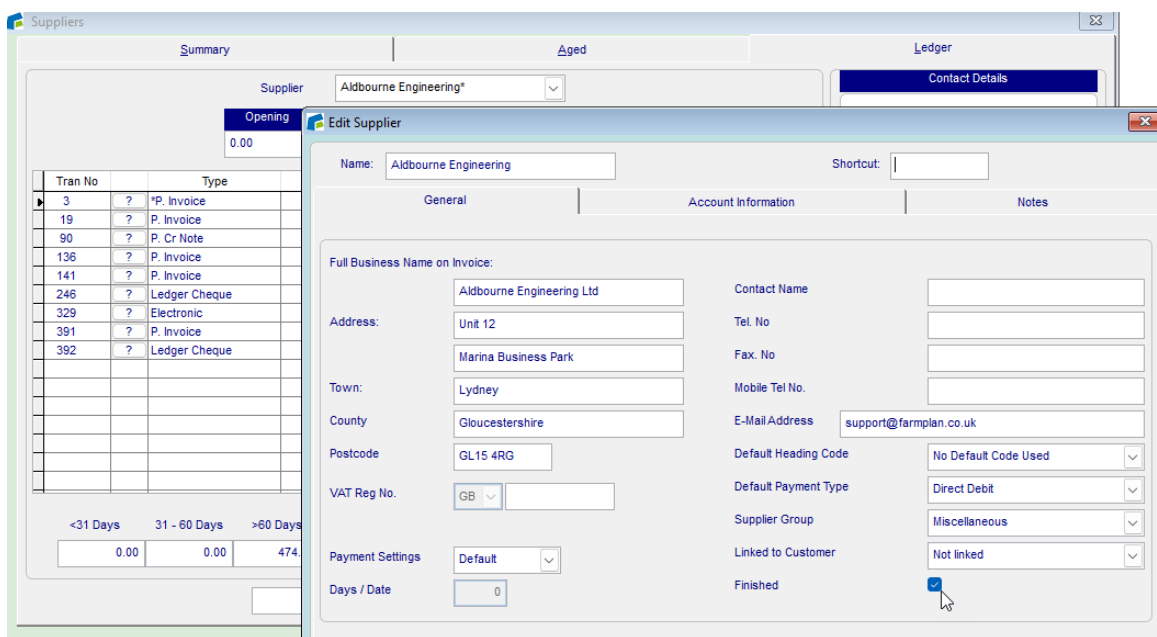 Suppliers
Summary Aged Ledger
Supplier Aldbourne Engineering* Contact Details
Opening
0.00
Tran No Type
3 ? *P. Invoice
19 ? P. Invoice
90 ? P. Cr Note
136 ? P. Invoice
141 ? P. Invoice
246 ? Ledger Cheque
329 ? Electronic
391 ? P. Invoice
392 ? Ledger Cheque
<31 Days 31 - 60 Days >60 Days
0.00 0.00 474.
Edit Supplier
Name: Aldbourne Engineering Shortcut:
General Account Information Notes
Full Business Name on Invoice:
Aldbourne Engineering Ltd Contact Name
Address: Unit 12 Tel. No
Marina Business Park Fax. No
Town: Lydney Mobile Tel No.
County Gloucestershire E-Mail Address support@farmplan.co.uk
Postcode GL15 4RG Default Heading Code No Default Code Used
VAT Reg No. GB Default Payment Type Direct Debit
Supplier Group Miscellaneous
Payment Settings Default Linked to Customer Not linked
Days / Date 0 Finished